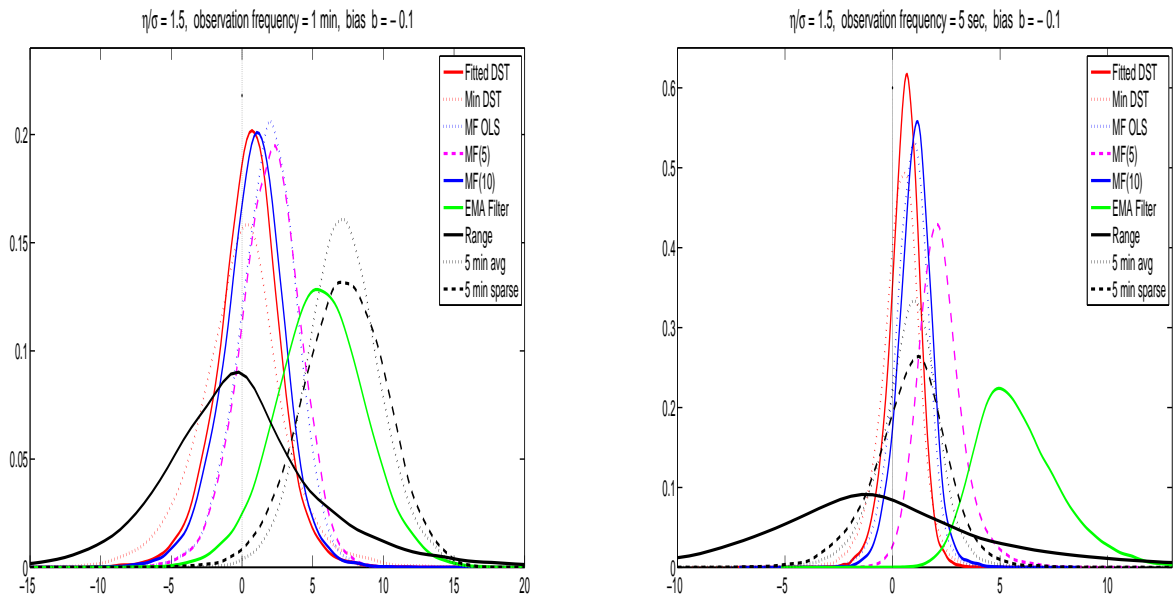 η/σ = 1.5, observation frequency = 1 min, bias b = − 0.1
0.2
0.15
0.1
0.05
0
−15
−10
−5
0
5
10
15
20
Fitted DST
Min DST
MF OLS
MF(5)
MF(10)
EMA Filter
Range
5 min avg
5 min sparse
η/σ = 1.5, observation frequency = 5 sec, bias b = − 0.1
0.6
0.5
0.4
0.3
0.2
0.1
0
−10
−5
0
5
10
Fitted DST
Min DST
MF OLS
MF(5)
MF(10)
EMA Filter
Range
5 min avg
5 min sparse